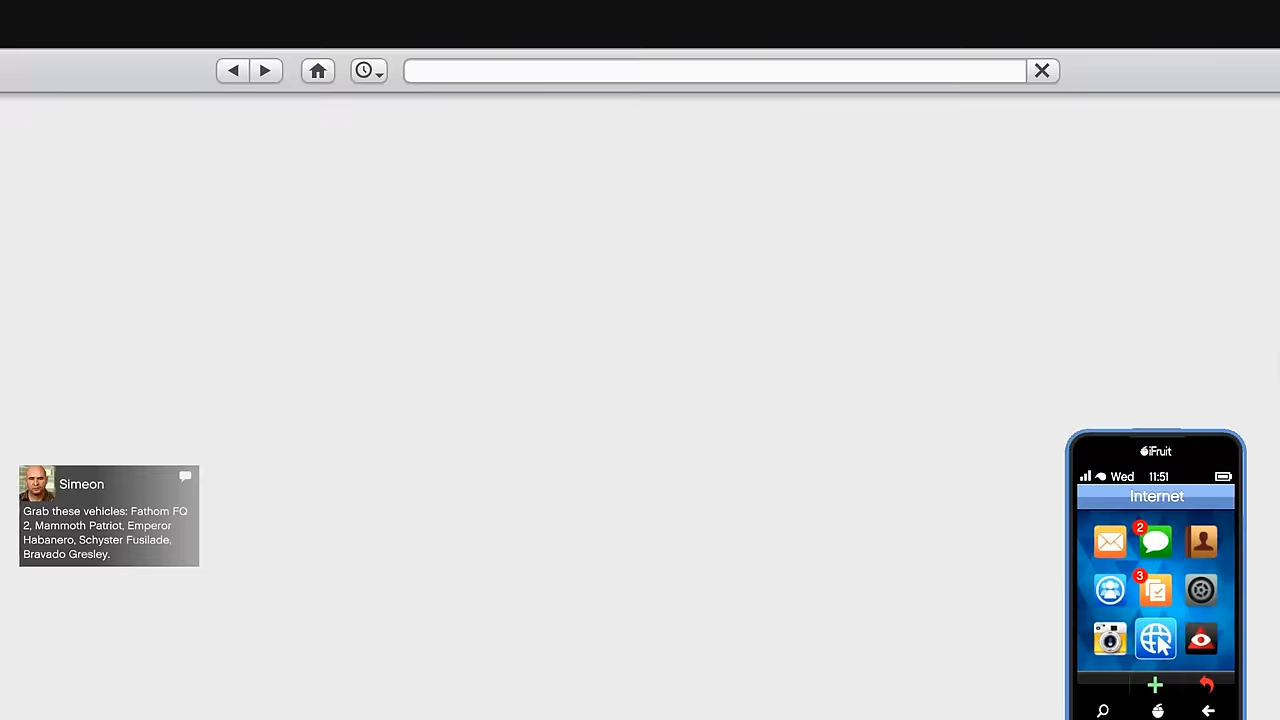 Simeon
Grab these vehicles: Fathom FQ
2, Mammoth Patriot, Emperor
Habanero, Schyster Fusilade,
Bravado Gresley.
iFruit
Wed 11:51
Internet
2
3